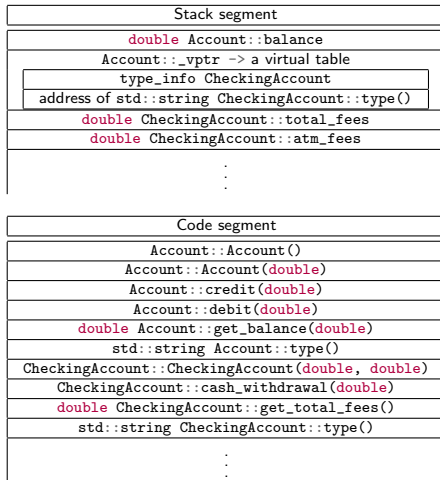 Stack segment
double Account::balance
Account::_vptr -> a virtual table
type_info CheckingAccount
address of std::string CheckingAccount::type()
double CheckingAccount::total_fees
double CheckingAccount::atm_fees
.
.
.
Code segment
Account::Account()
Account::Account(double)
Account::credit(double)
Account::debit(double)
double Account::get_balance(double)
std::string Account::type()
CheckingAccount::CheckingAccount(double, double)
CheckingAccount::cash_withdrawal(double)
double CheckingAccount::get_total_fees()
std::string CheckingAccount::type()
.
.
.